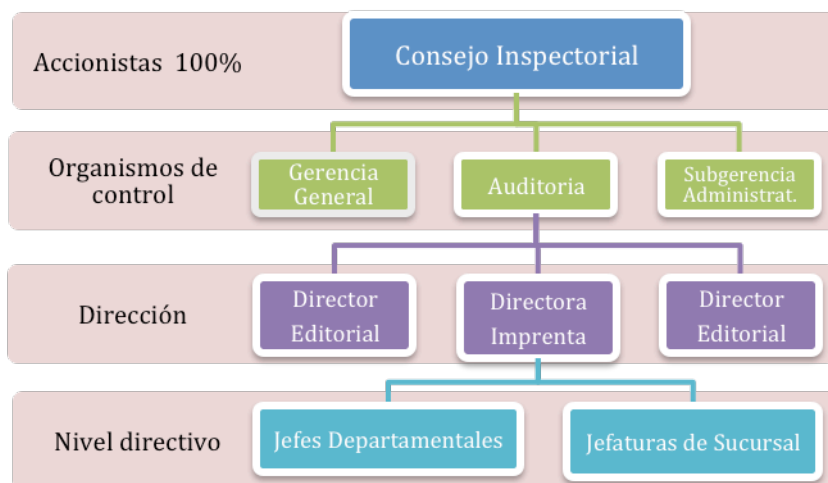 Accionistas 100%
Consejo Inspectorial
Organismos de
control
Gerencia
General
Auditoria
Subgerencia
Administrat.
Dirección
Director
Editorial
Directora
Imprenta
Director
Editorial
Nivel directivo
Jefes Departamentales
Jefaturas de Sucursal